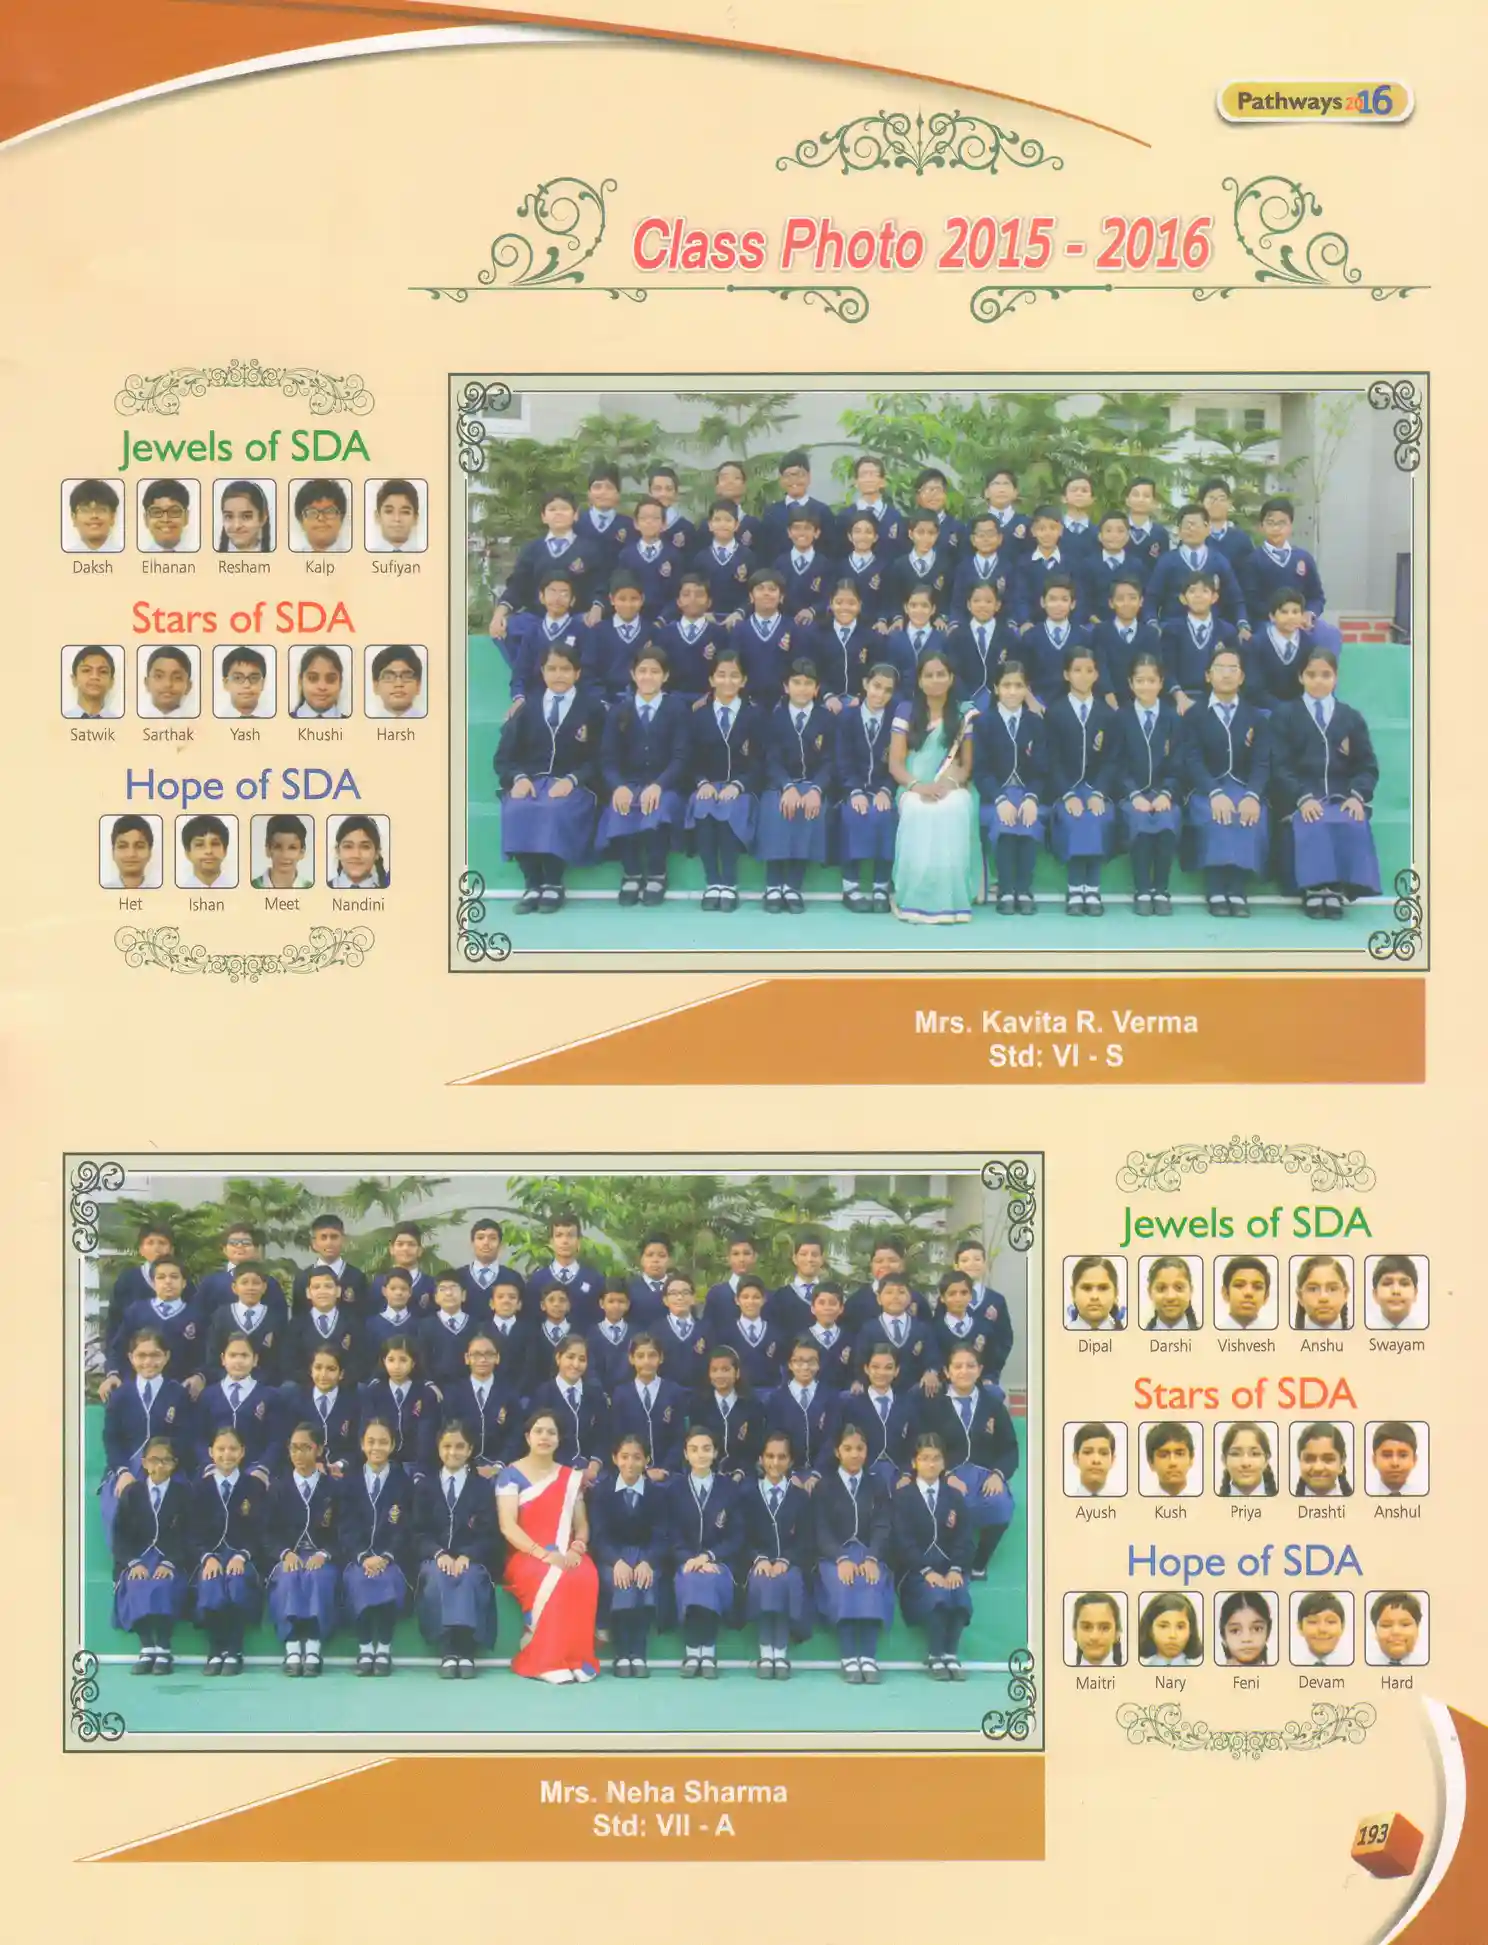 Pathways 2016
Class Photo 2015 - 2016
Jewels of SDA
Daksh Elhanan Resham Kalp Sufiyan
Stars of SDA
Satwik Sarthak Yash Khushi Harsh
Hope of SDA
Het Ishan Meet Nandini
Mrs. Kavita R. Verma
Std: VI - S
Jewels of SDA
Dipal Darshi Vishvesh Anshu Swayam
Stars of SDA
Ayush Kush Priya Drashti Anshul
Hope of SDA
Maitri Nary Feni Devam Hard
Mrs. Neha Sharma
Std: VII - A
193